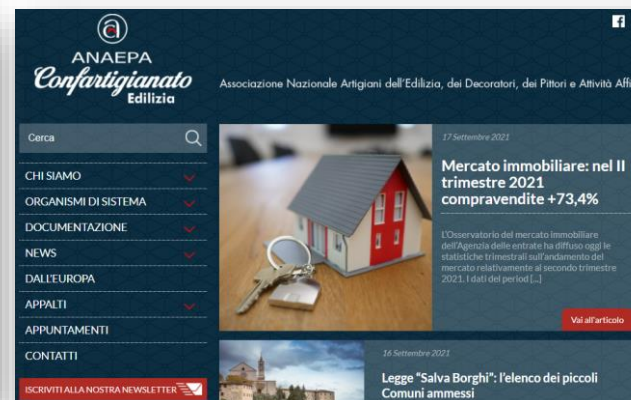 ANAEPA
Confartigianato
Edilizia
Associazione Nazionale Artigiani dell'Edilizia, dei Decoratori, dei Pittori e Attività Affi
Cerca
CHI SIAMO
ORGANISMI DI SISTEMA
DOCUMENTAZIONE
NEWS
DALL'EUROPA
APPALTI
APPUNTAMENTI
CONTATTI
ISCRIVITI ALLA NOSTRA NEWSLETTER
17 Settembre 2021
Mercato immobiliare: nel II
trimestre 2021
compravendite +73,4%
L'Osservatorio del mercato immobiliare
dell'Agenzia delle entrate ha diffuso oggi le
statistiche trimestrali sull'andamento del
mercato relativamente al secondo trimestre
2021. I dati del period [...]
Vai all'articolo
16 Settembre 2021
Legge "Salva Borghi": l'elenco dei piccoli
Comuni ammessi